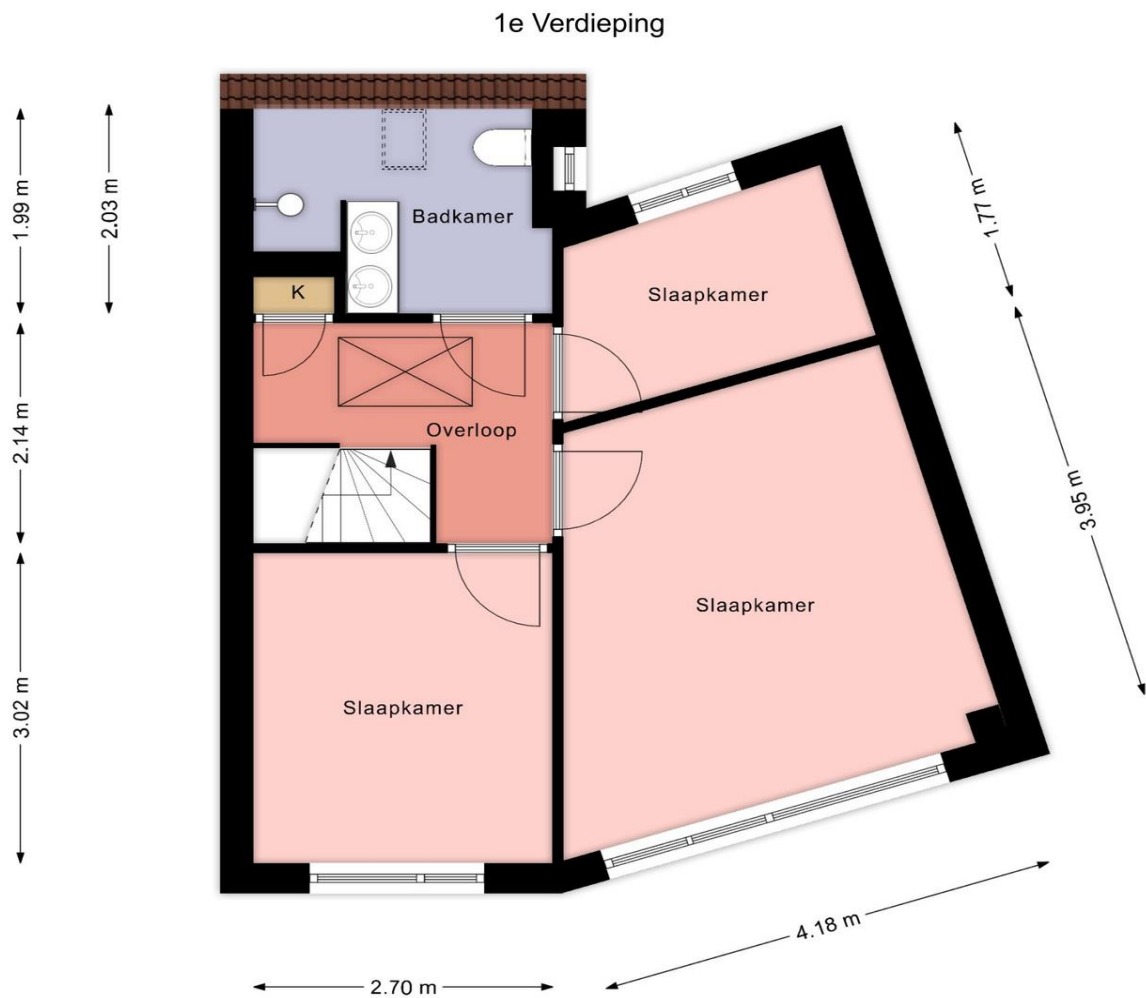 1e Verdieping
1.99 m
2.03 m
1.77 m
Badkamer
K
Slaapkamer
2.14 m
Overloop
3.95 m
Slaapkamer
Slaapkamer
3.02 m
4.18 m
2.70 m